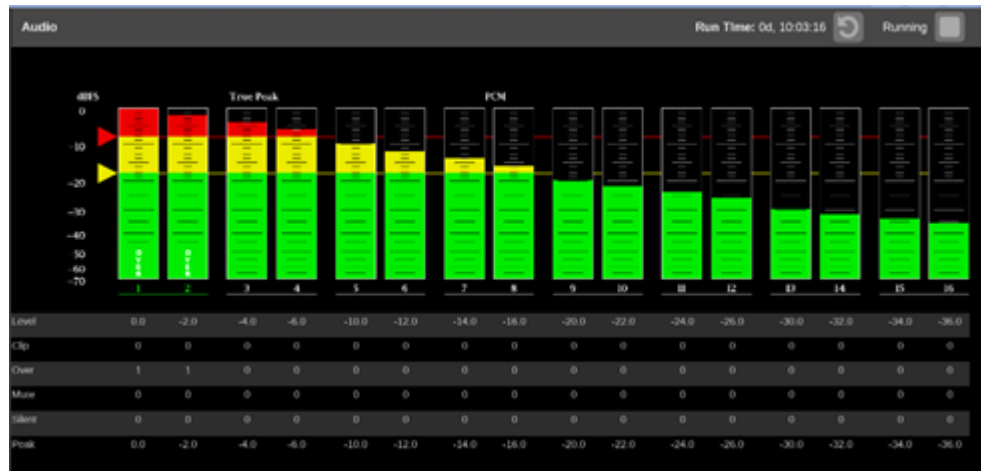 Audio Run Time: 0d, 10:03:16 Running
dBFS True Peak PCM
0
-10
-20
-30
-40
50
-60
-70
1 2 3 4 5 6 7 8 9 10 11 12 13 14 15 16
Level 0.0 -2.0 -4.0 -6.0 -10.0 -12.0 -14.0 -16.0 -20.0 -22.0 -24.0 -26.0 -30.0 -32.0 -34.0 -36.0
Clip 0 0 0 0 0 0 0 0 0 0 0 0 0 0 0 0
Over 1 1 0 0 0 0 0 0 0 0 0 0 0 0 0 0
Mute 0 0 0 0 0 0 0 0 0 0 0 0 0 0 0 0
Silent 0 0 0 0 0 0 0 0 0 0 0 0 0 0 0 0
Peak 0.0 -2.0 -4.0 -6.0 -10.0 -12.0 -14.0 -16.0 -20.0 -22.0 -24.0 -26.0 -30.0 -32.0 -34.0 -36.0